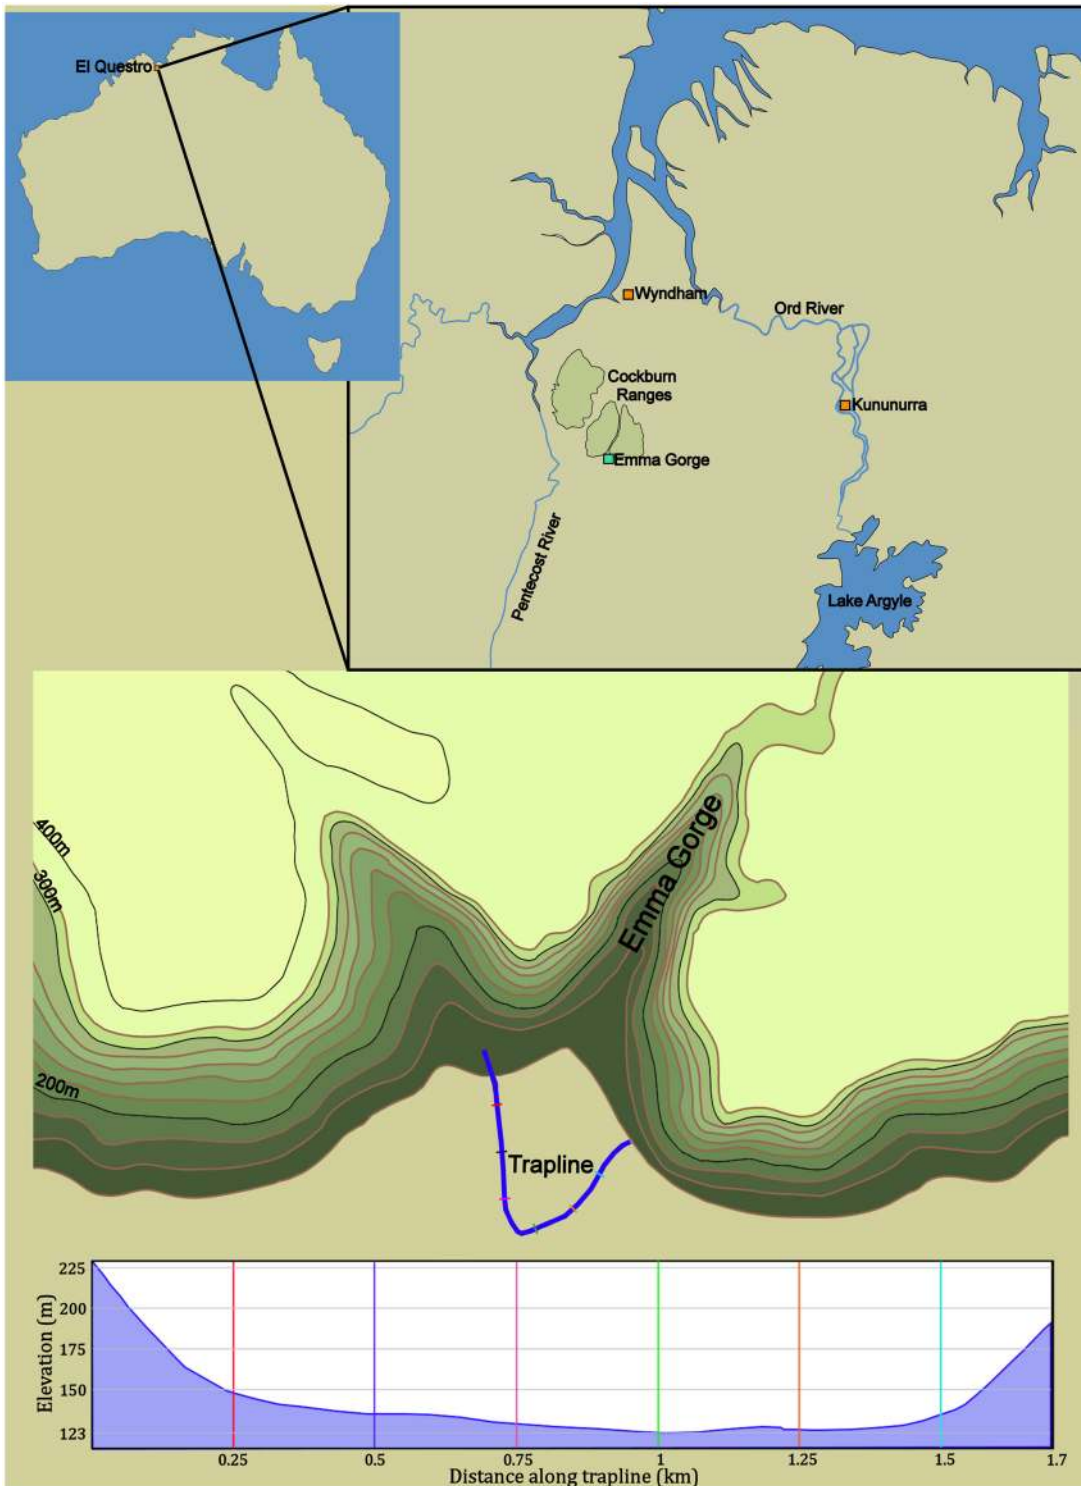 El Questro
Wyndham
Ord River
Cockburn
Ranges
Kununurra
Emma Gorge
Pentecost River
Lake Argyle
400m
300m
Emma Gorge
200m
Trapline
225
200
175
150
123
Elevation (m)
0.25
0.5
0.75
1
1.25
1.5
1.7
Distance along trapline (km)